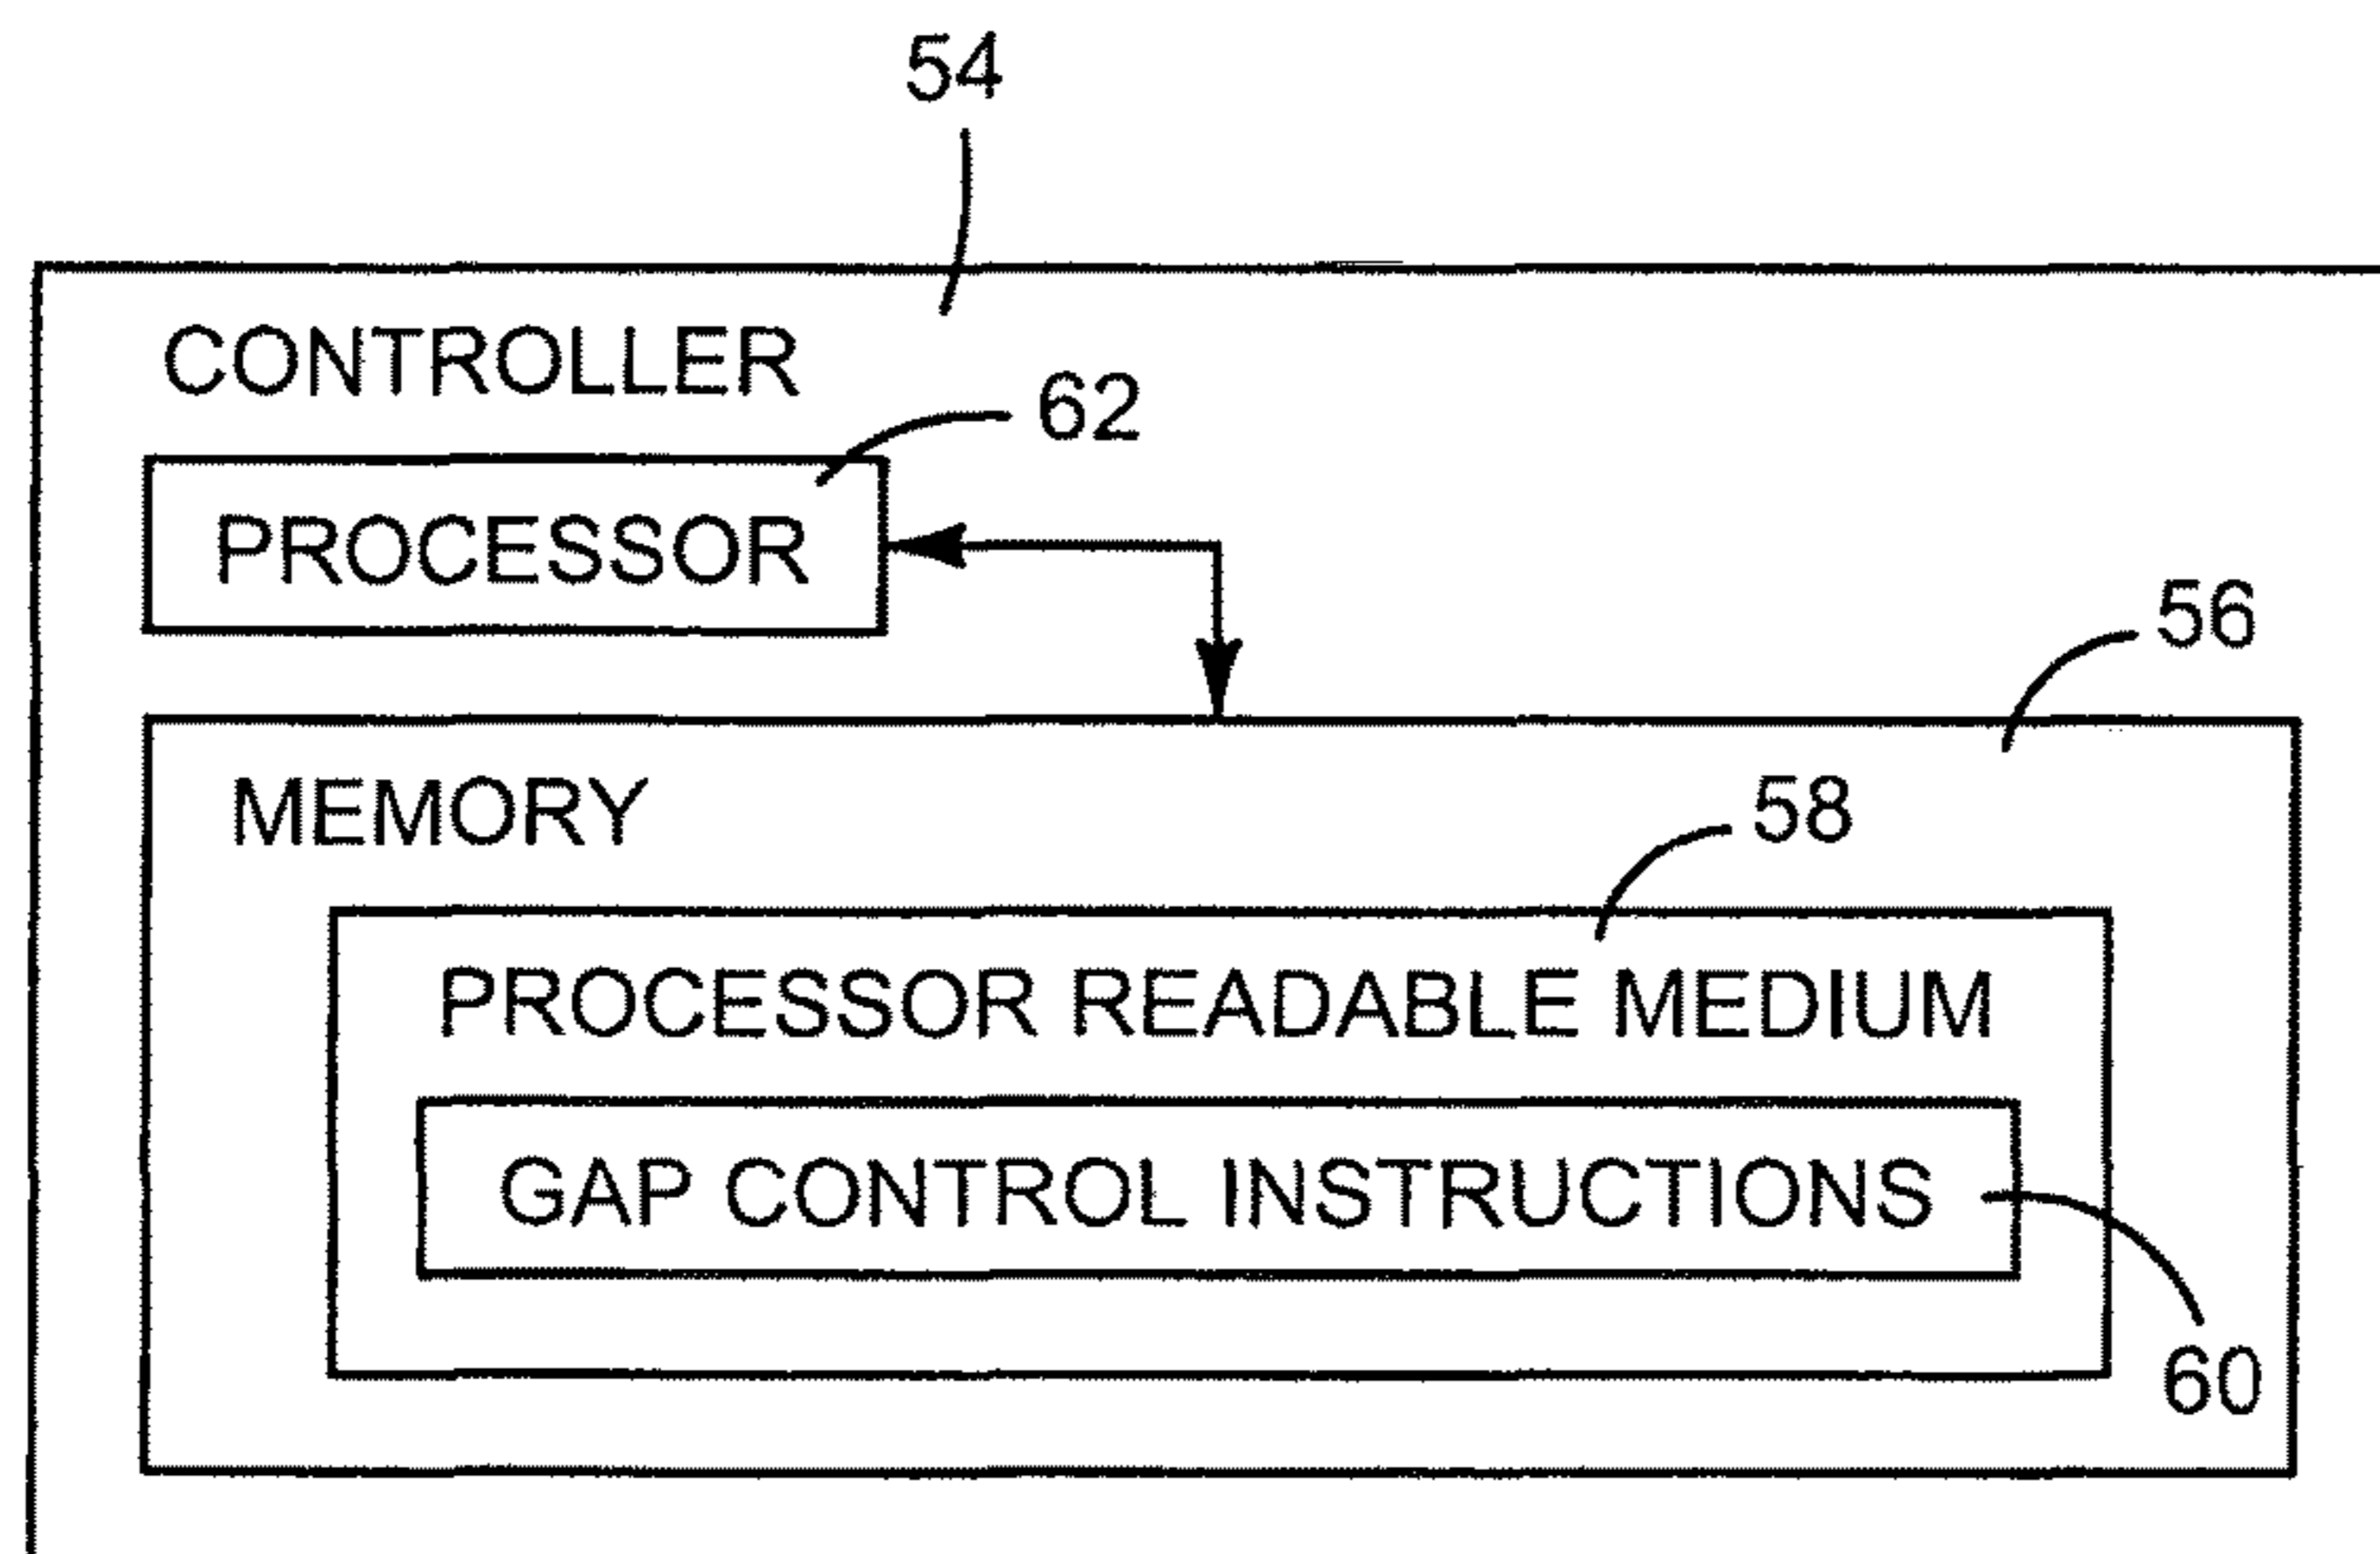 54
CONTROLLER
62
PROCESSOR
56
MEMORY
58
PROCESSOR READABLE MEDIUM
GAP CONTROL INSTRUCTIONS
60